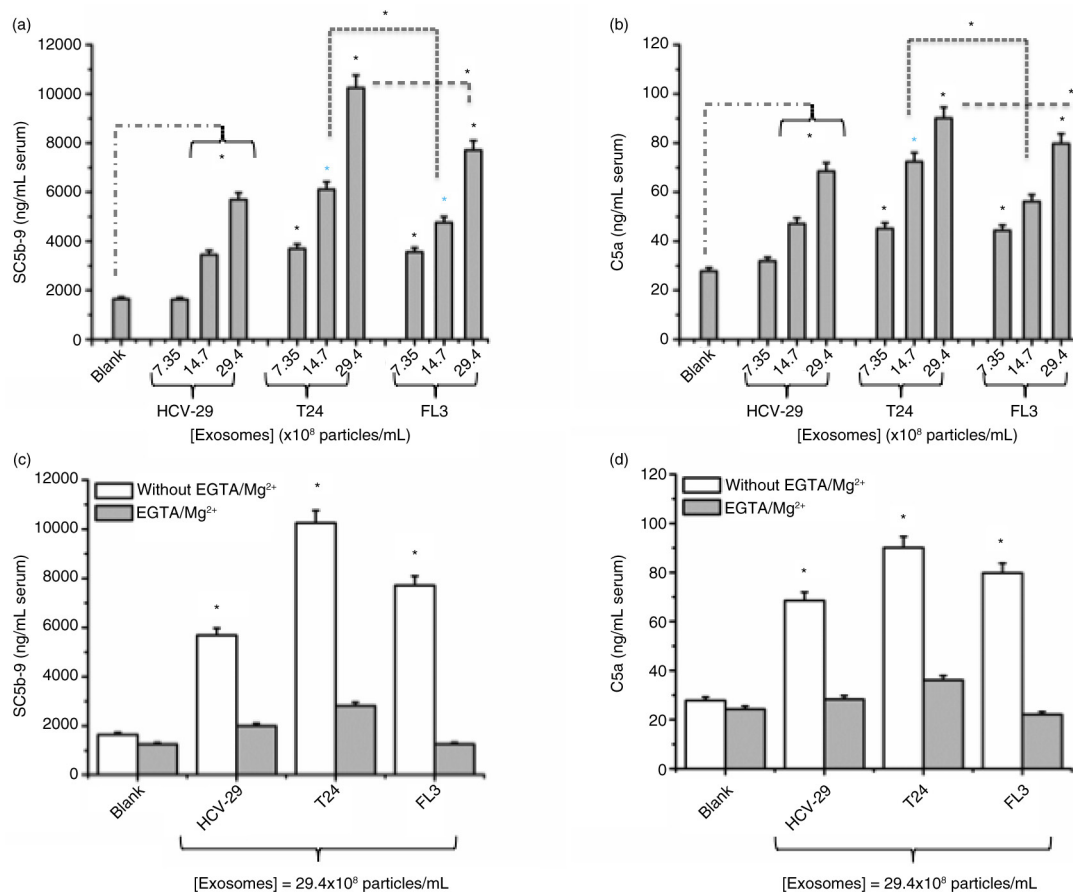 (a)
*
12000
10000
8000
6000
4000
2000
0
SC5b-9 (ng/mL serum)
*
*
*
*
*
*
*
*
Blank
7.35
14.7
29.4
7.35
14.7
29.4
7.35
14.7
29.4
HCV-29
T24
FL3
[Exosomes] (x10⁸ particles/mL)
(b)
*
120
100
80
60
40
20
0
C5a (ng/mL serum)
*
*
*
*
*
*
*
Blank
7.35
14.7
29.4
7.35
14.7
29.4
7.35
14.7
29.4
HCV-29
T24
FL3
[Exosomes] (x10⁸ particles/mL)
(c)
12000
10000
8000
6000
4000
2000
0
SC5b-9 (ng/mL serum)
Without EGTA/Mg²⁺
EGTA/Mg²⁺
*
*
*
Blank
HCV-29
T24
FL3
[Exosomes] = 29.4x10⁸ particles/mL
(d)
120
100
80
60
40
20
0
C5a (ng/mL serum)
Without EGTA/Mg²⁺
EGTA/Mg²⁺
*
*
*
Blank
HCV-29
T24
FL3
[Exosomes] = 29.4x10⁸ particles/mL